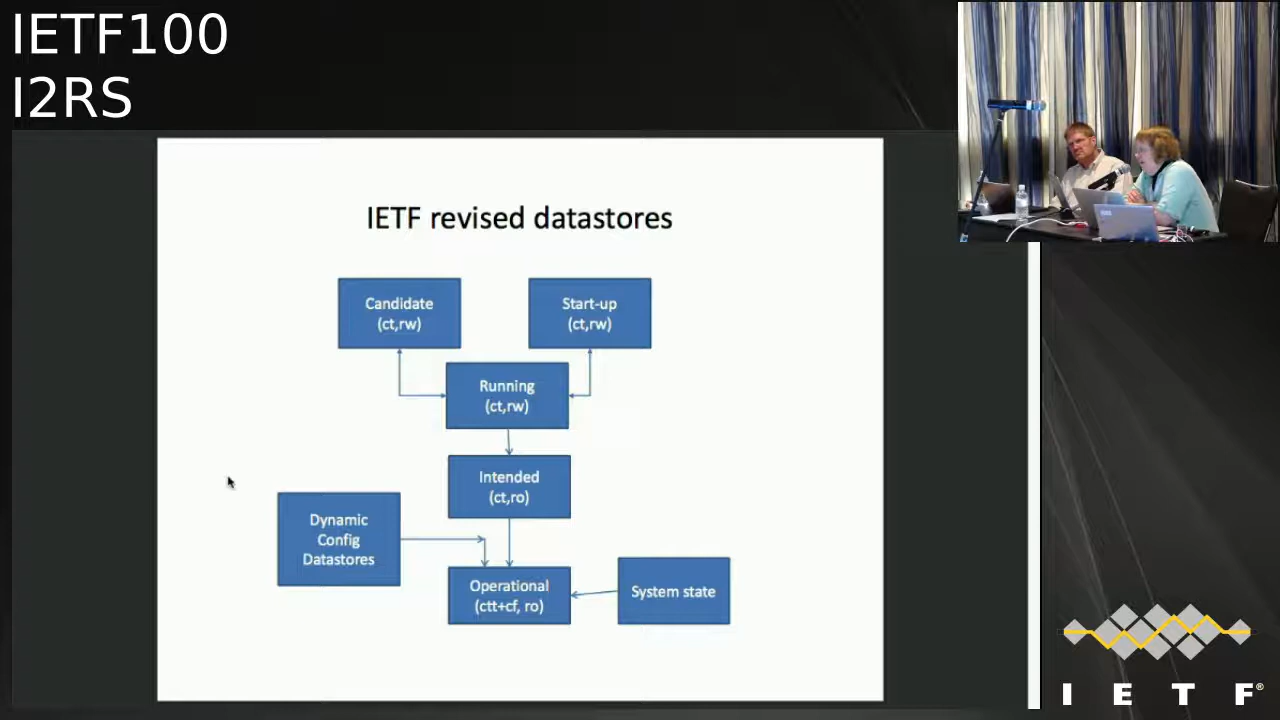 IETF100
I2RS
IETF revised datastores
Candidate
(ct,rw)
Start-up
(ct,rw)
Running
(ct,rw)
Intended
(ct,ro)
Dynamic
Config
Datastores
Operational
(ctt+cf, ro)
System state
I E T F®